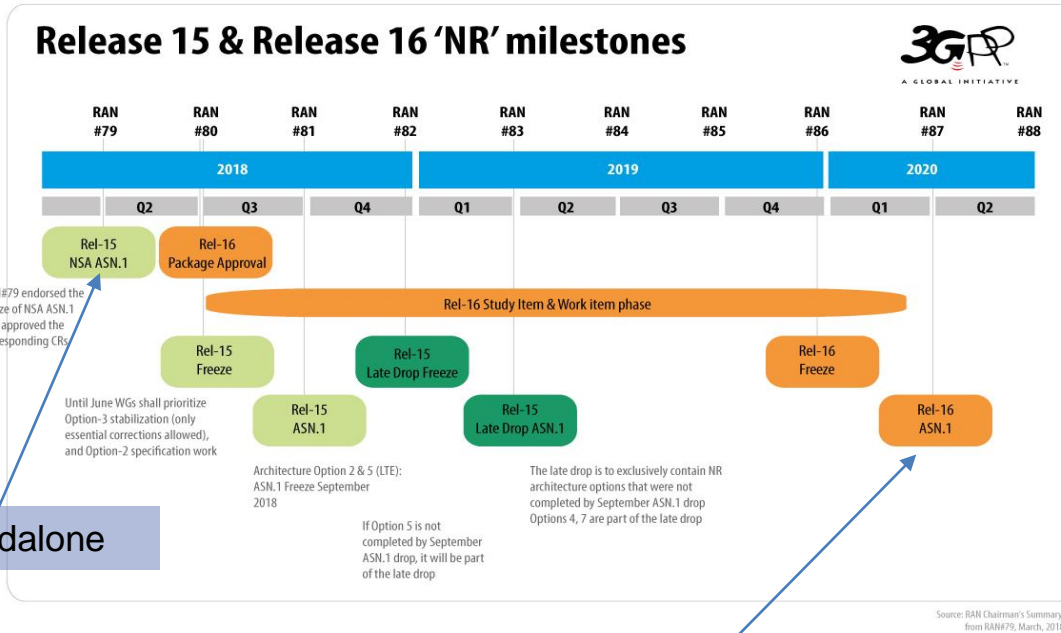 Release 15 & Release 16 ‘NR’ milestones
3GPP
A GLOBAL INITIATIVE
RAN #79
RAN #80
RAN #81
RAN #82
RAN #83
RAN #84
RAN #85
RAN #86
RAN #87
RAN #88
2018
2019
2020
Q2
Q3
Q4
Q1
Q2
Q3
Q4
Q1
Q2
Rel-15
NSA ASN.1
Rel-16
Package Approval
#79 endorsed the
ze of NSA ASN.1
approved the
esponding CRs
Rel-16 Study Item & Work item phase
Rel-15
Freeze
Rel-15
Late Drop Freeze
Rel-16
Freeze
Until June WGs shall prioritize
Option-3 stabilization (only
essential corrections allowed),
and Option-2 specification work
Rel-15
ASN.1
Rel-15
Late Drop ASN.1
Rel-16
ASN.1
Architecture Option 2 & 5 (LTE):
ASN.1 Freeze September
2018
The late drop is to exclusively contain NR
architecture options that were not
completed by September ASN.1 drop
Options 4, 7 are part of the late drop
If Option 5 is not
completed by September
ASN.1 drop, it will be part
of the late drop
dalone
Source: RAN Chairman's Summary
from RAN#79, March, 201